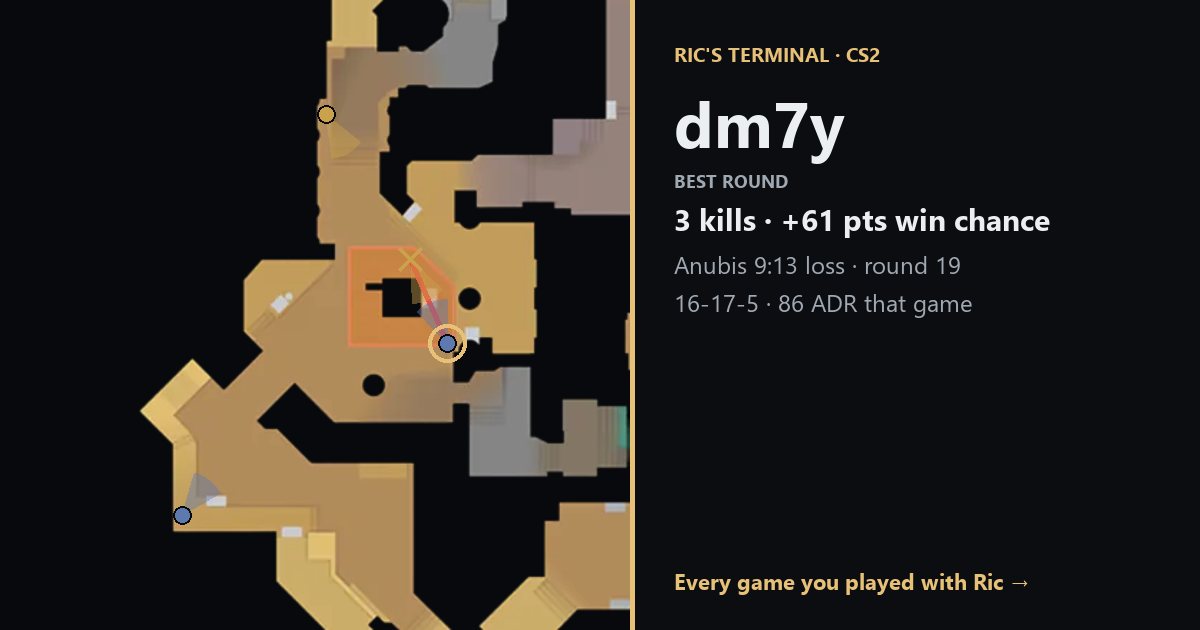 RIC'S TERMINAL · CS2
dm7y
BEST ROUND
3 kills · +61 pts win chance
Anubis 9:13 loss · round 19
16-17-5 · 86 ADR that game
Every game you played with Ric →